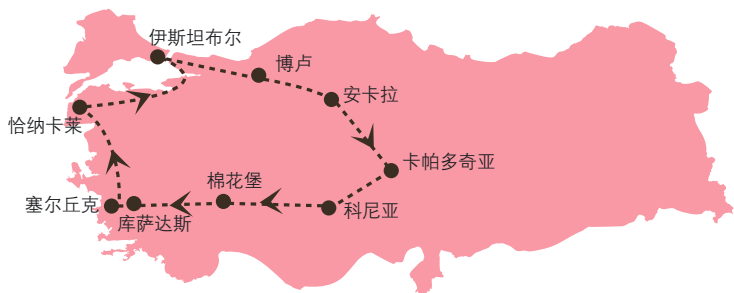 伊斯坦布尔
博卢
安卡拉
恰纳卡莱
卡帕多奇亚
棉花堡
塞尔丘克
科尼亚
库萨达斯